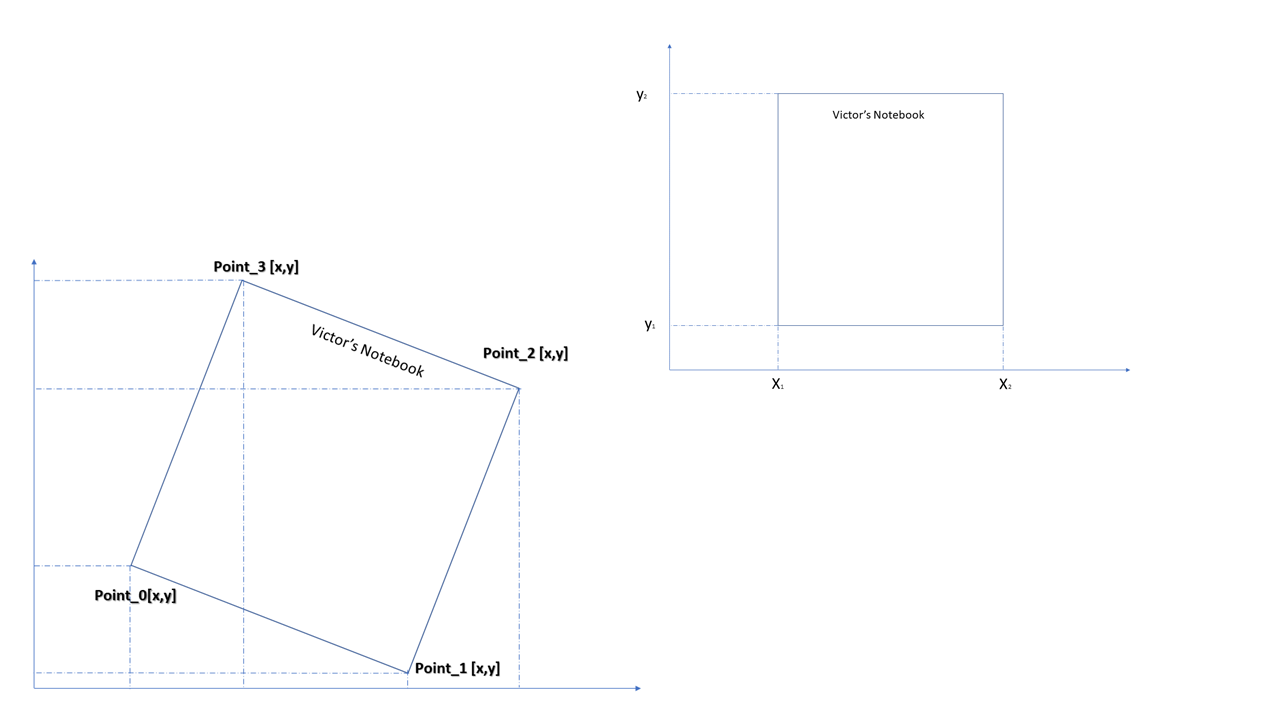 y₂
Victor's Notebook
y₁
X₁
X₂
Point_3 [x,y]
Victor's Notebook
Point_2 [x,y]
Point_0[x,y]
Point_1 [x,y]